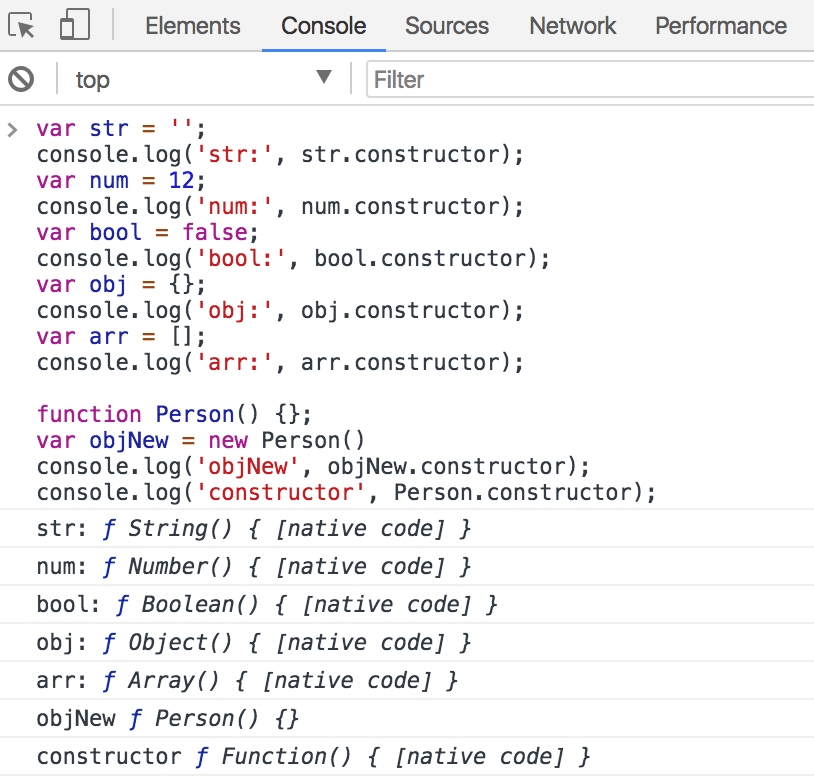 Elements Console Sources Network Performance
top Filter
> var str = '';
console.log('str:', str.constructor);
var num = 12;
console.log('num:', num.constructor);
var bool = false;
console.log('bool:', bool.constructor);
var obj = {};
console.log('obj:', obj.constructor);
var arr = [];
console.log('arr:', arr.constructor);
function Person() {};
var objNew = new Person()
console.log('objNew', objNew.constructor);
console.log('constructor', Person.constructor);
str: ƒ String() { [native code] }
num: ƒ Number() { [native code] }
bool: ƒ Boolean() { [native code] }
obj: ƒ Object() { [native code] }
arr: ƒ Array() { [native code] }
objNew ƒ Person() {}
constructor ƒ Function() { [native code] }